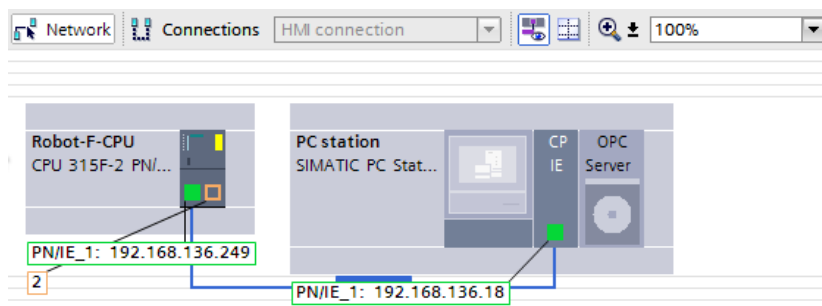 Network Connections HMI connection 100%
Robot-F-CPU
CPU 315F-2 PN/...
PC station
SIMATIC PC Stat...
CP
IE
OPC
Server
PN/IE_1: 192.168.136.249
2
PN/IE_1: 192.168.136.18